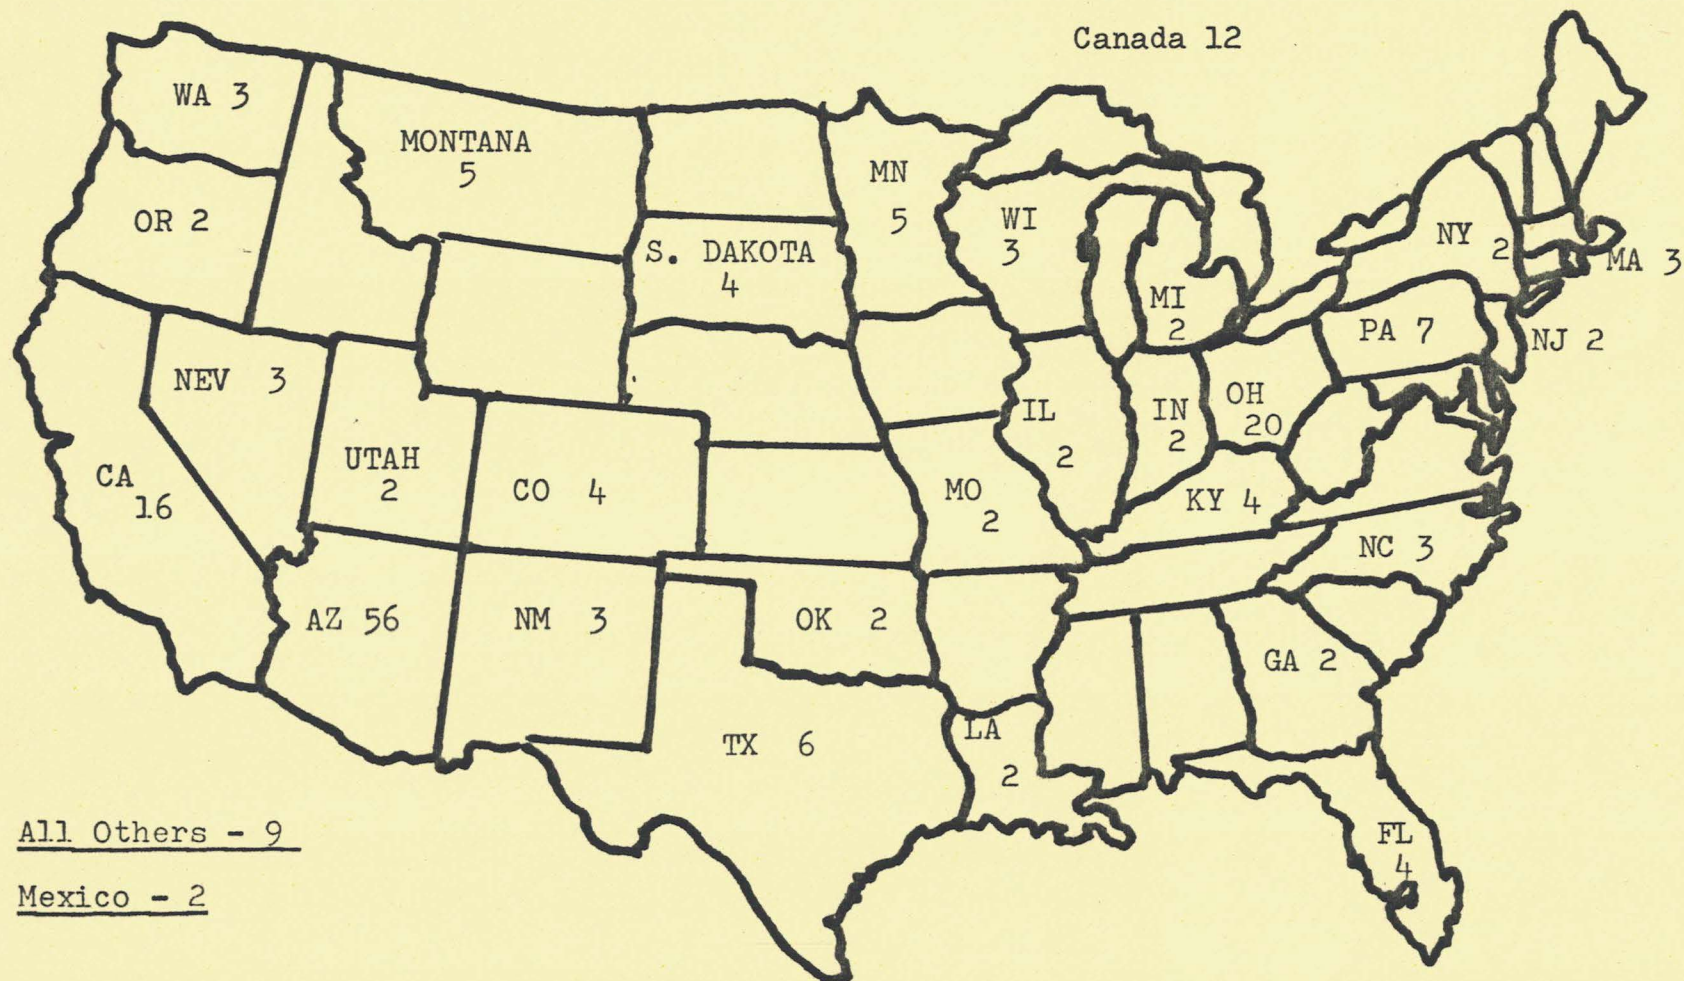 Canada 12
WA 3
MONTANA
5
MN
5
OR 2
WI
3
S. DAKOTA
4
NY 2
MA 3
MI
2
PA 7
NJ 2
NEV 3
IL
2
IN
2
OH
20
UTAH
2
CA
16
CO 4
MO
2
KY 4
NC 3
AZ 56
NM 3
OK 2
GA 2
TX 6
LA
2
All Others - 9
FL
4
Mexico - 2